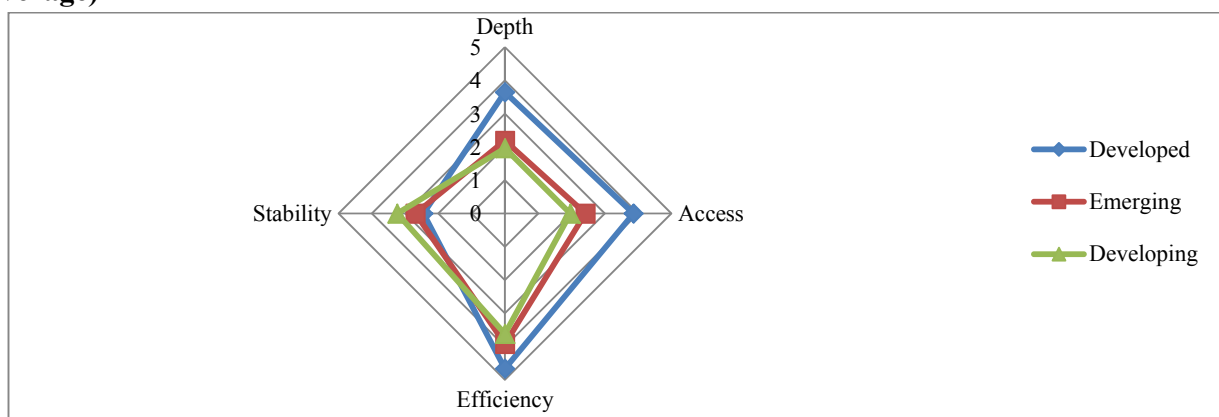 Depth
5
4
3
2
1
0
Stability
Access
Efficiency
Developed
Emerging
Developing